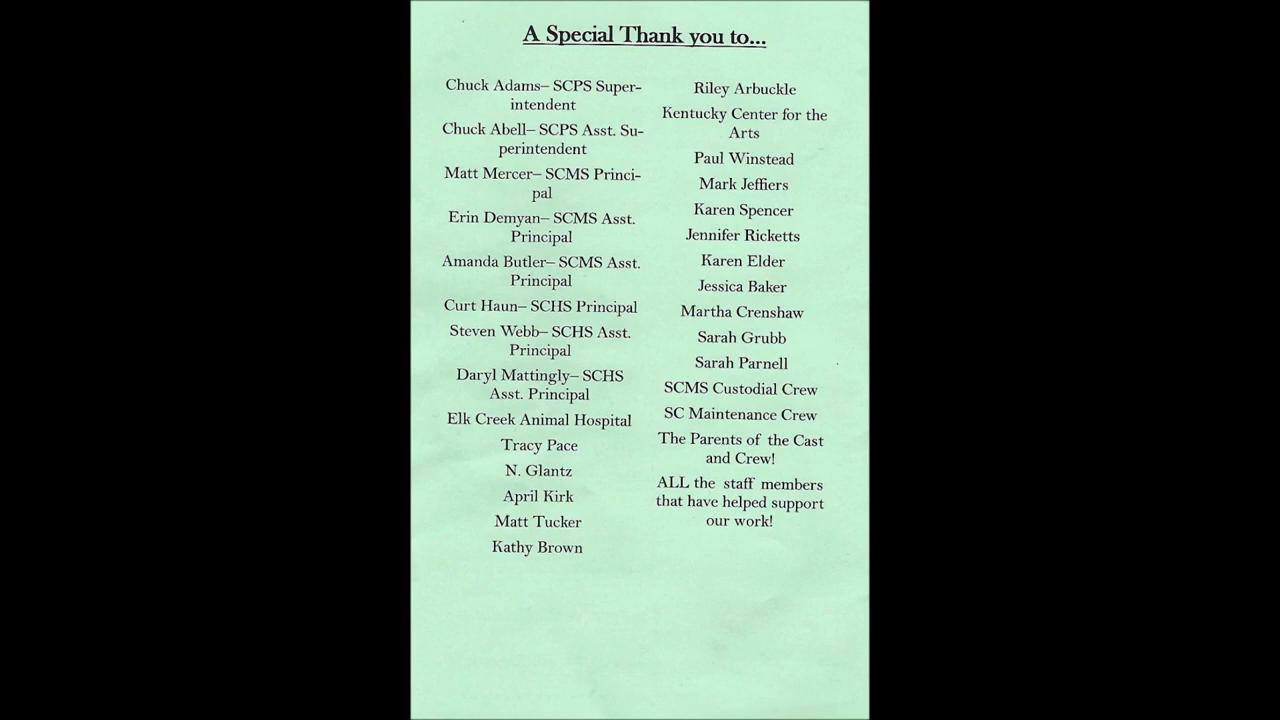 A Special Thank you to...
Chuck Adams– SCPS Super-
intendent
Chuck Abell– SCPS Asst. Su-
perintendent
Matt Mercer– SCMS Princi-
pal
Erin Demyan– SCMS Asst.
Principal
Amanda Butler– SCMS Asst.
Principal
Curt Haun– SCHS Principal
Steven Webb– SCHS Asst.
Principal
Daryl Mattingly– SCHS
Asst. Principal
Elk Creek Animal Hospital
Tracy Pace
N. Glantz
April Kirk
Matt Tucker
Kathy Brown
Riley Arbuckle
Kentucky Center for the
Arts
Paul Winstead
Mark Jeffiers
Karen Spencer
Jennifer Ricketts
Karen Elder
Jessica Baker
Martha Crenshaw
Sarah Grubb
Sarah Parnell
SCMS Custodial Crew
SC Maintenance Crew
The Parents of the Cast
and Crew!
ALL the staff members
that have helped support
our work!